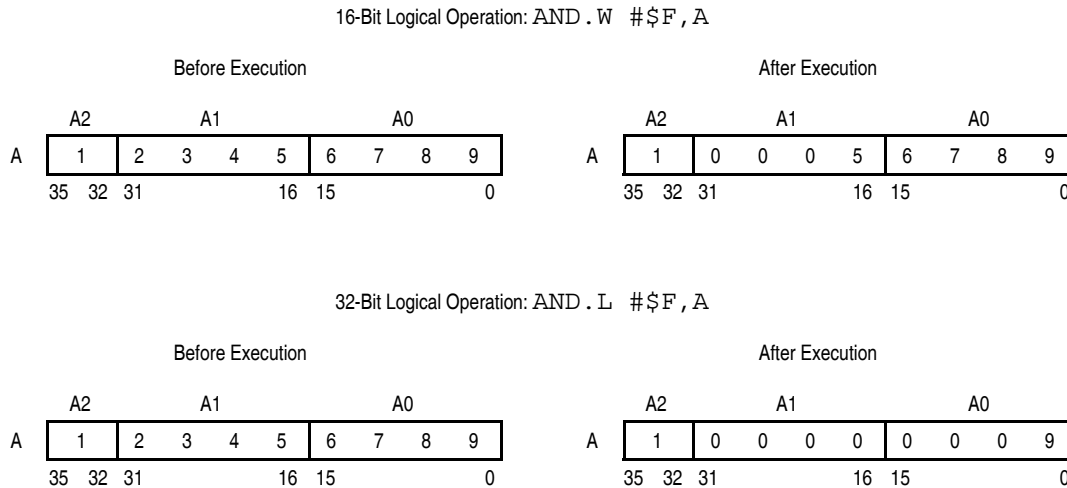 16-Bit Logical Operation: AND.W #$F,A
Before Execution After Execution
A2 A1 A0 A2 A1 A0
A 1 2 3 4 5 6 7 8 9 A 1 0 0 0 5 6 7 8 9
35 32 31 16 15 0 35 32 31 16 15 0
32-Bit Logical Operation: AND.L #$F,A
Before Execution After Execution
A2 A1 A0 A2 A1 A0
A 1 2 3 4 5 6 7 8 9 A 1 0 0 0 0 0 0 0 9
35 32 31 16 15 0 35 32 31 16 15 0